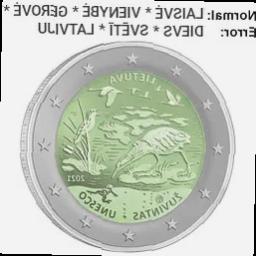 Normal: LAISVĖ * VIENYBĖ * GEROVĖ *
Error: DIEVS * SVĒTĪ * LATVIJU
LIETUVA
2021
ŽUVINTAS
UNESCO